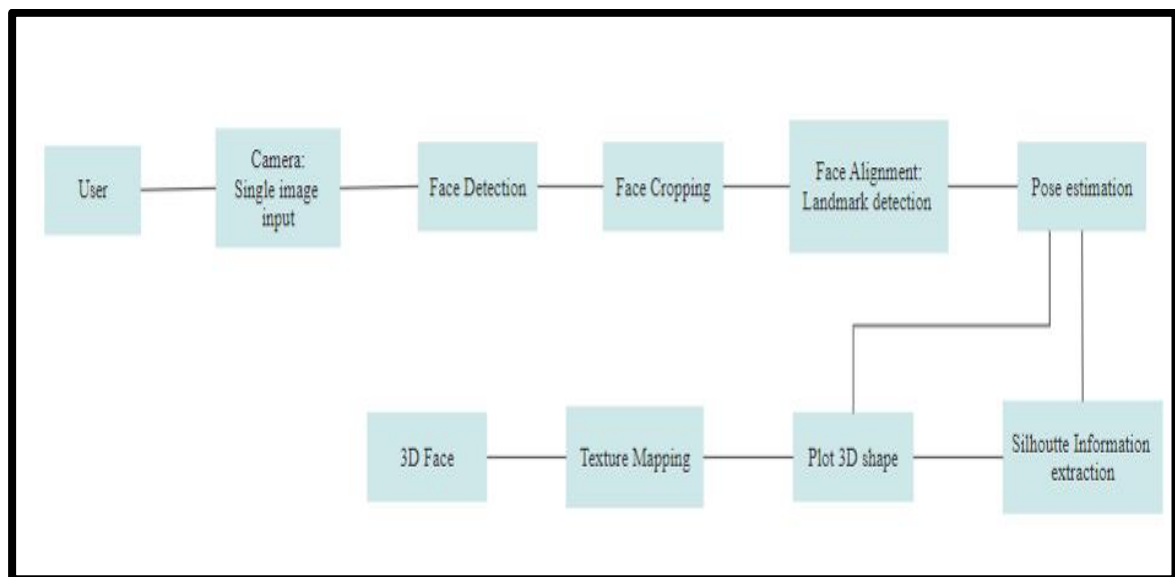 User
Camera:
Single image
input
Face Detection
Face Cropping
Face Alignment:
Landmark detection
Pose estimation
3D Face
Texture Mapping
Plot 3D shape
Silhoutte Information
extraction